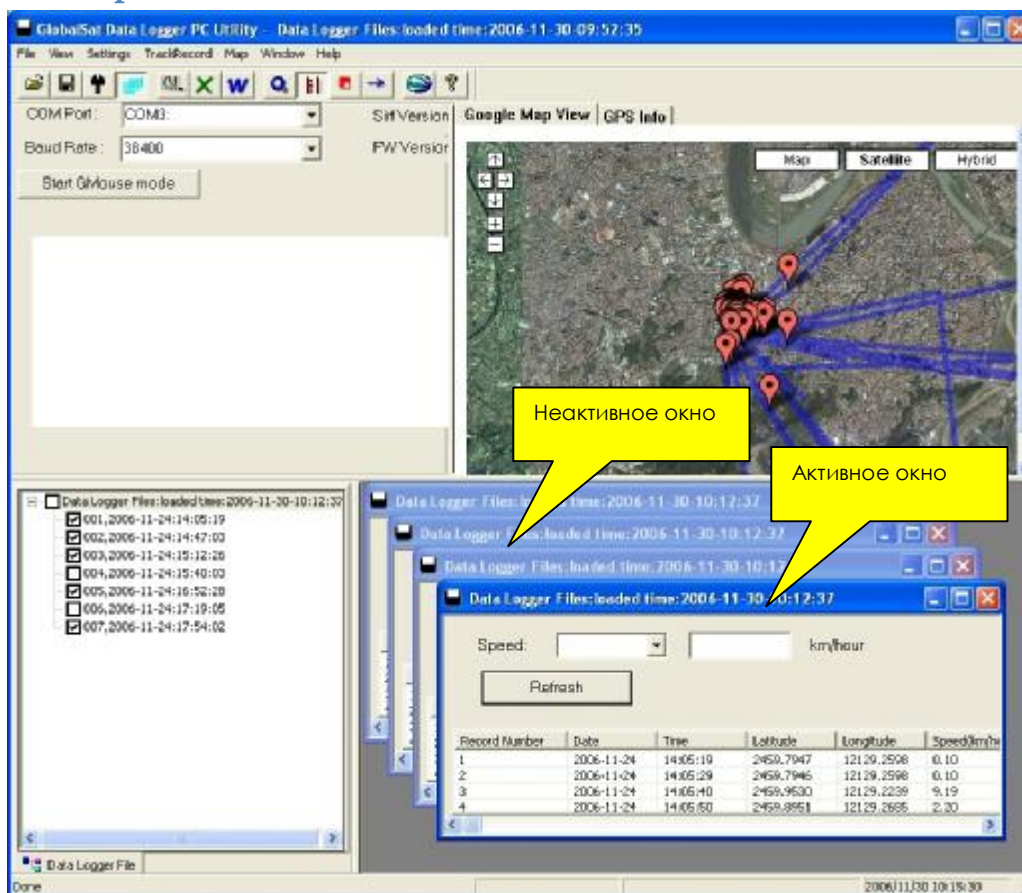 GlobalSat Data Logger PC Utility - Data Logger Files:loaded time:2006-11-30-09:52:35
File View Settings TrackRecord Map Window Help
COM Port: COM3: Sirf Version
Baud Rate: 38400 FW Version
Start GMouse mode
Google Map View GPS Info
Map Satellite Hybrid
Неактивное окно
Активное окно
Data Logger Files:loaded time:2006-11-30-10:12:37
001,2006-11-24:14:05:19
002,2006-11-24:14:47:03
003,2006-11-24:15:12:26
004,2006-11-24:15:40:03
005,2006-11-24:16:52:28
006,2006-11-24:17:19:05
007,2006-11-24:17:54:02
Data Logger File
Data Logger Files: time:2006-11-30-10:12:37
Data Logger Files:loaded time:2006-11-30-10:12:37
Data Logger Files:loaded time:2006-11-30-10:12
Data Logger Files:loaded time:2006-11-30-10:12:37
Speed: km/hour
Refresh
Record Number Date Time Latitude Longitude Speed(km/h
1 2006-11-24 14:05:19 2459.7947 12129.2598 0.10
2 2006-11-24 14:05:29 2459.7946 12129.2598 0.10
3 2006-11-24 14:05:40 2459.9530 12129.2239 9.19
4 2006-11-24 14:05:50 2459.8951 12129.2685 2.20
Done 2006/11/30 10:15:30